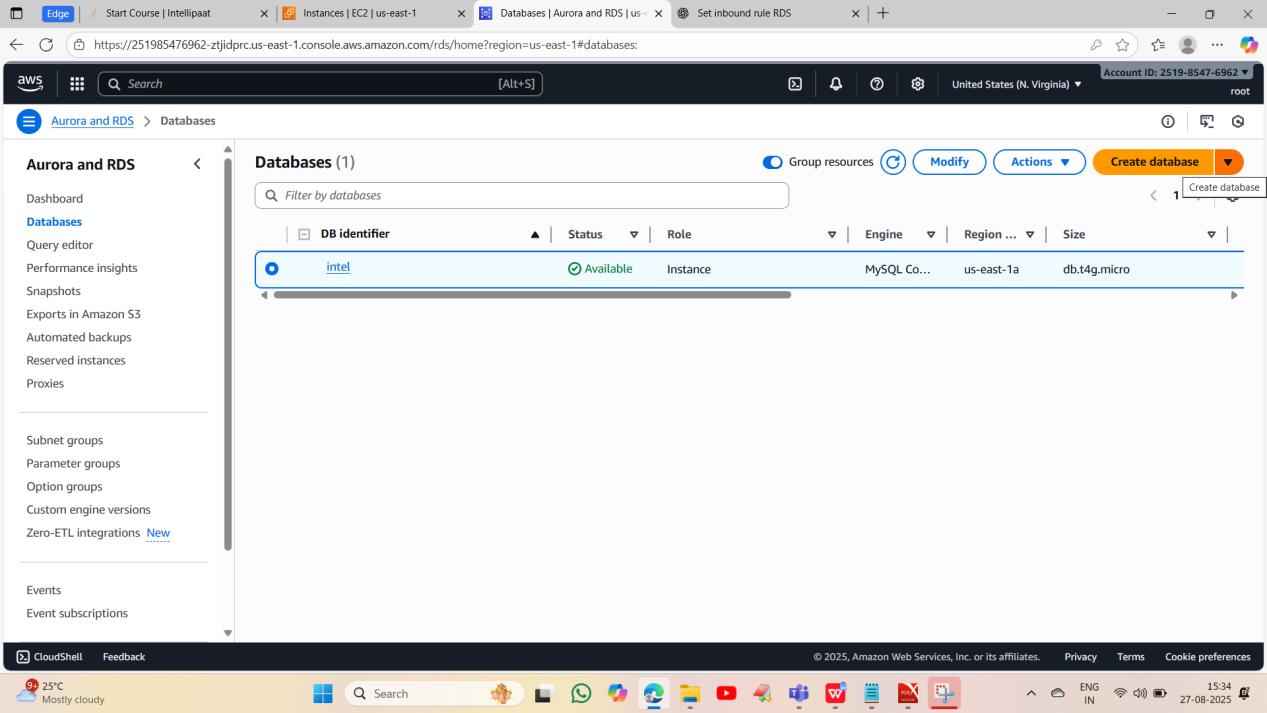 Edge
Start Course | Intellipaat
Instances | EC2 | us-east-1
Databases | Aurora and RDS | us-e
Set inbound rule RDS
https://251985476962-ztjidprc.us-east-1.console.aws.amazon.com/rds/home?region=us-east-1#databases:
aws
Search
[Alt+S]
United States (N. Virginia)
Account ID: 2519-8547-6962
root
Aurora and RDS
Databases
Aurora and RDS
Dashboard
Databases
Query editor
Performance insights
Snapshots
Exports in Amazon S3
Automated backups
Reserved instances
Proxies
Subnet groups
Parameter groups
Option groups
Custom engine versions
Zero-ETL integrations New
Events
Event subscriptions
Databases (1)
Group resources
Modify
Actions
Create database
Create database
Filter by databases
1
DB identifier Status Role Engine Region ... Size
intel Available Instance MySQL Co... us-east-1a db.t4g.micro
CloudShell Feedback © 2025, Amazon Web Services, Inc. or its affiliates. Privacy Terms Cookie preferences
9+
25°C
Mostly cloudy
Search
ENG
IN
15:34
27-08-2025